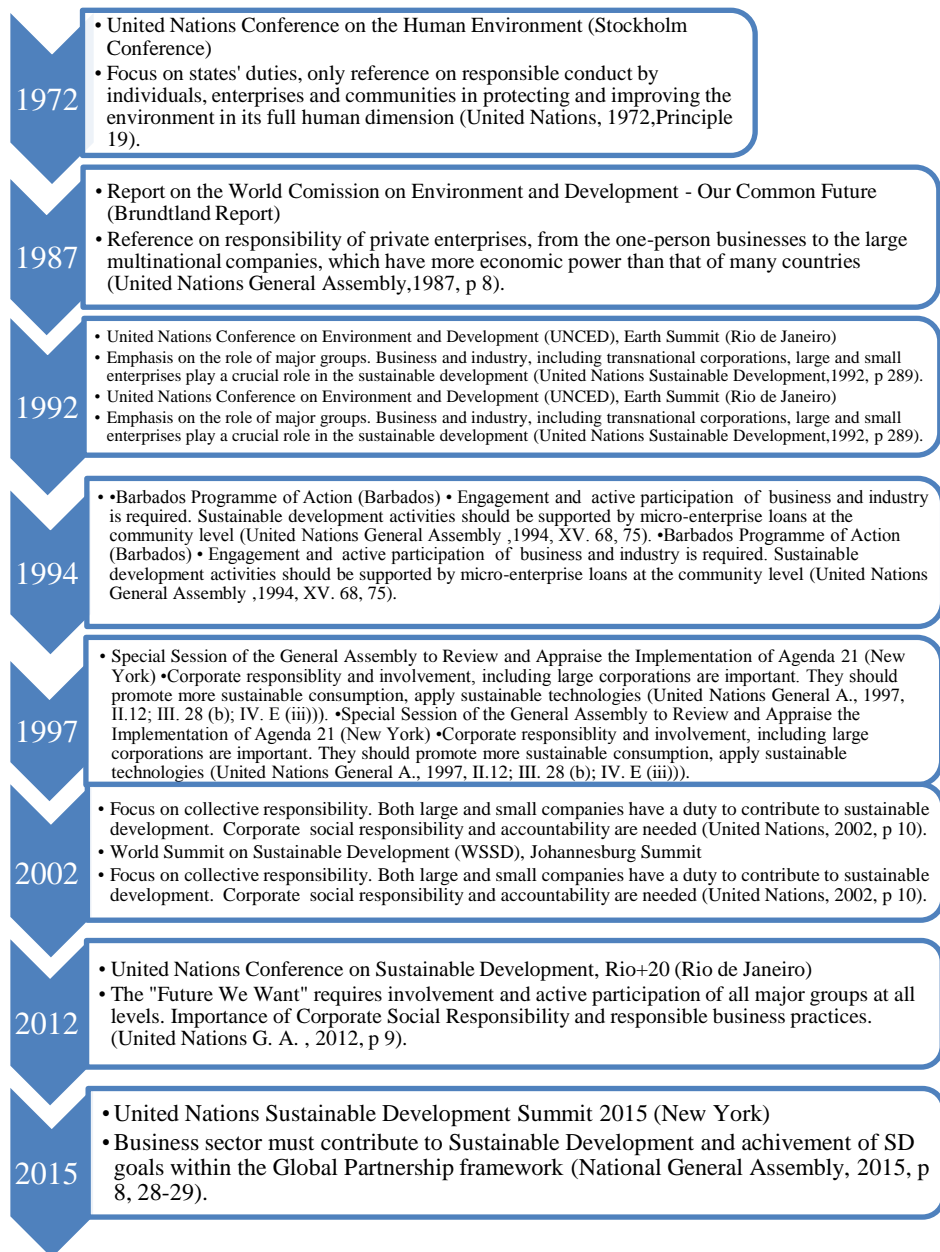 1972
• United Nations Conference on the Human Environment (Stockholm
Conference)
• Focus on states' duties, only reference on responsible conduct by
individuals, enterprises and communities in protecting and improving the
environment in its full human dimension (United Nations, 1972,Principle
19).
1987
• Report on the World Comission on Environment and Development - Our Common Future
(Brundtland Report)
• Reference on responsibility of private enterprises, from the one-person businesses to the large
multinational companies, which have more economic power than that of many countries
(United Nations General Assembly,1987, p 8).
1992
• United Nations Conference on Environment and Development (UNCED), Earth Summit (Rio de Janeiro)
• Emphasis on the role of major groups. Business and industry, including transnational corporations, large and small
enterprises play a crucial role in the sustainable development (United Nations Sustainable Development,1992, p 289).
• United Nations Conference on Environment and Development (UNCED), Earth Summit (Rio de Janeiro)
• Emphasis on the role of major groups. Business and industry, including transnational corporations, large and small
enterprises play a crucial role in the sustainable development (United Nations Sustainable Development,1992, p 289).
1994
• •Barbados Programme of Action (Barbados) • Engagement and active participation of business and industry
is required. Sustainable development activities should be supported by micro-enterprise loans at the
community level (United Nations General Assembly ,1994, XV. 68, 75). •Barbados Programme of Action
(Barbados) • Engagement and active participation of business and industry is required. Sustainable
development activities should be supported by micro-enterprise loans at the community level (United Nations
General Assembly ,1994, XV. 68, 75).
1997
• Special Session of the General Assembly to Review and Appraise the Implementation of Agenda 21 (New
York) •Corporate responsiblity and involvement, including large corporations are important. They should
promote more sustainable consumption, apply sustainable technologies (United Nations General A., 1997,
II.12; III. 28 (b); IV. E (iii))). •Special Session of the General Assembly to Review and Appraise the
Implementation of Agenda 21 (New York) •Corporate responsiblity and involvement, including large
corporations are important. They should promote more sustainable consumption, apply sustainable
technologies (United Nations General A., 1997, II.12; III. 28 (b); IV. E (iii))).
2002
• Focus on collective responsibility. Both large and small companies have a duty to contribute to sustainable
development. Corporate social responsibility and accountability are needed (United Nations, 2002, p 10).
• World Summit on Sustainable Development (WSSD), Johannesburg Summit
• Focus on collective responsibility. Both large and small companies have a duty to contribute to sustainable
development. Corporate social responsibility and accountability are needed (United Nations, 2002, p 10).
2012
• United Nations Conference on Sustainable Development, Rio+20 (Rio de Janeiro)
• The "Future We Want" requires involvement and active participation of all major groups at all
levels. Importance of Corporate Social Responsibility and responsible business practices.
(United Nations G. A. , 2012, p 9).
2015
• United Nations Sustainable Development Summit 2015 (New York)
• Business sector must contribute to Sustainable Development and achivement of SD
goals within the Global Partnership framework (National General Assembly, 2015, p
8, 28-29).